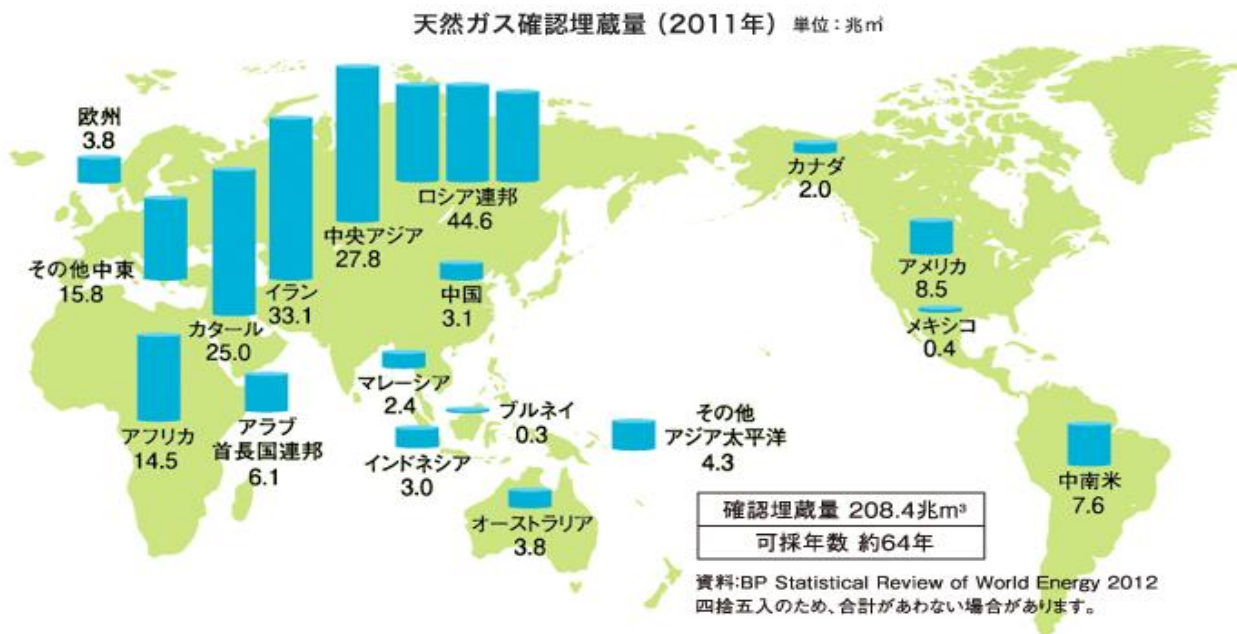 天然ガス確認埋蔵量（2011年） 単位：兆㎥
欧州
3.8
その他中東
15.8
カタール
25.0
イラン
33.1
中央アジア
27.8
ロシア連邦
44.6
中国
3.1
アフリカ
14.5
アラブ
首長国連邦
6.1
マレーシア
2.4
ブルネイ
0.3
インドネシア
3.0
オーストラリア
3.8
その他
アジア太平洋
4.3
カナダ
2.0
アメリカ
8.5
メキシコ
0.4
中南米
7.6
確認埋蔵量 208.4兆m³
可採年数 約64年
資料:BP Statistical Review of World Energy 2012
四捨五入のため、合計があわない場合があります。